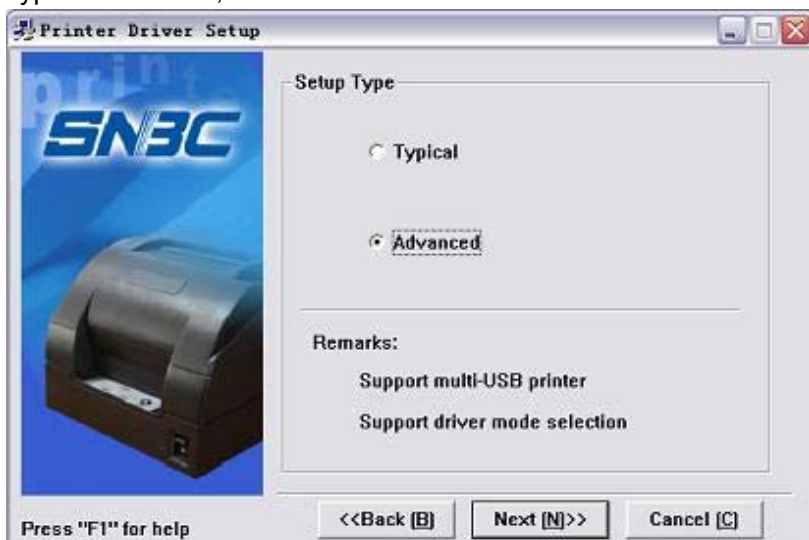 Printer Driver Setup
printe
SNBC
Setup Type
Typical
Advanced
Remarks:
Support multi-USB printer
Support driver mode selection
Press "F1" for help
<<Back (B)
Next (N)>>
Cancel (C)